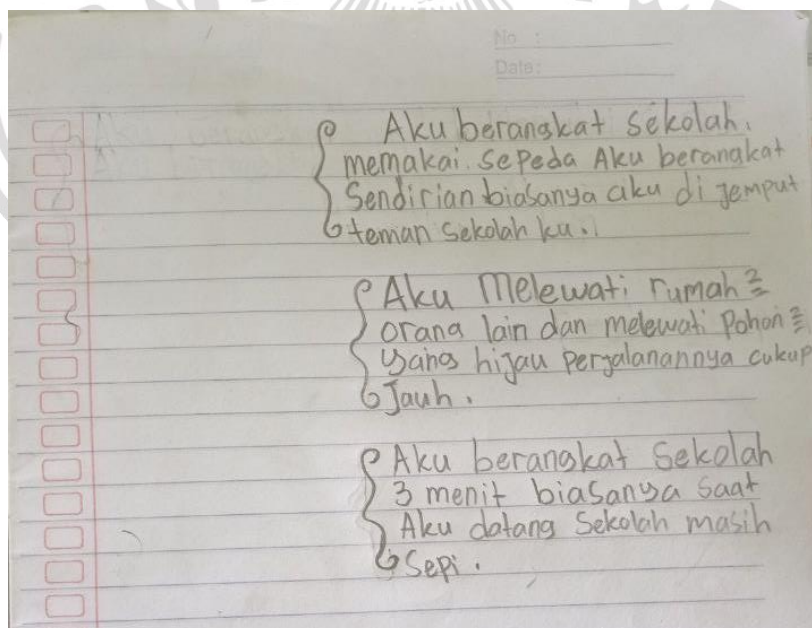 No :
Date:
Aku berangkat sekolah.
memakai. sepeda Aku berangkat
Sendirian biasanya aku di jemput
teman sekolah ku..
Aku Melewati rumah²
orang lain dan melewati Pohon²
yang hijau perjalanannya cukup
Jauh.
Aku berangkat Sekolah
3 menit biasanya saat
Aku datang sekolah masih
Sepi.